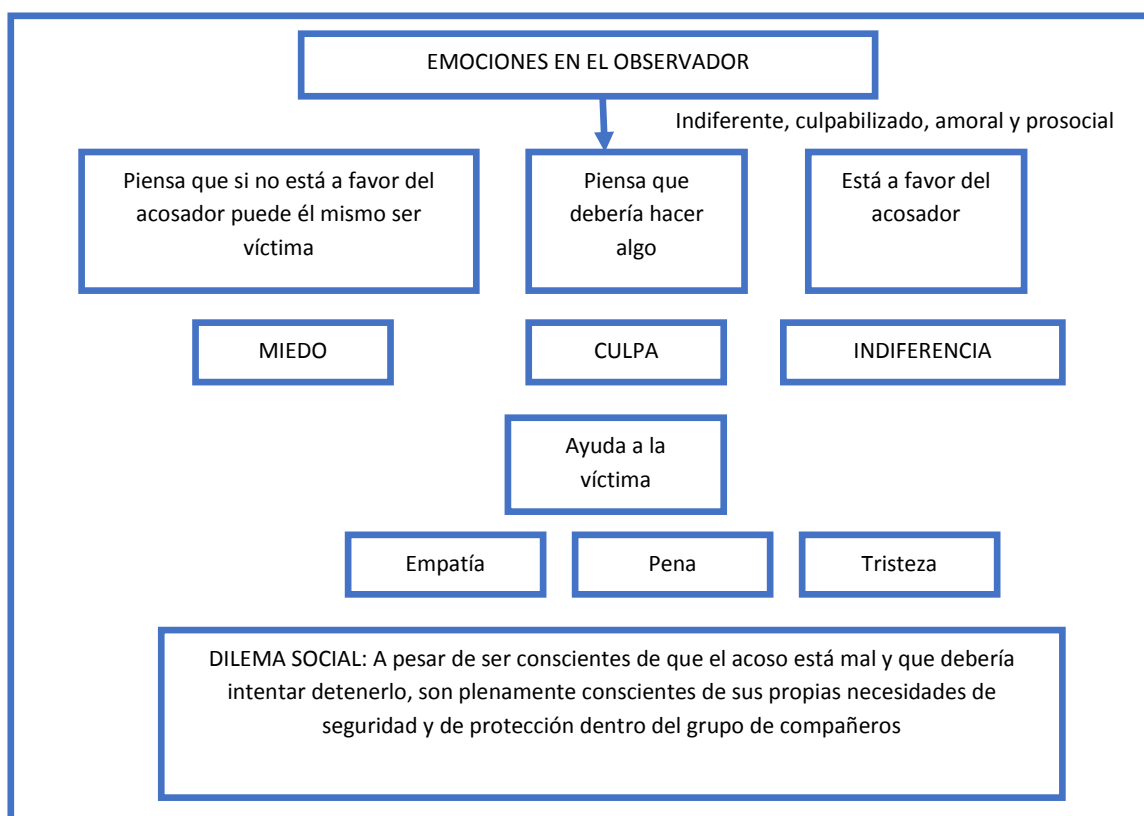 EMOCIONES EN EL OBSERVADOR
Indiferente, culpabilizado, amoral y prosocial
Piensa que si no está a favor del
acosador puede él mismo ser
víctima
Piensa que
debería hacer
algo
Está a favor del
acosador
MIEDO
CULPA
INDIFERENCIA
Ayuda a la
víctima
Empatía
Pena
Tristeza
DILEMA SOCIAL: A pesar de ser conscientes de que el acoso está mal y que debería
intentar detenerlo, son plenamente conscientes de sus propias necesidades de
seguridad y de protección dentro del grupo de compañeros